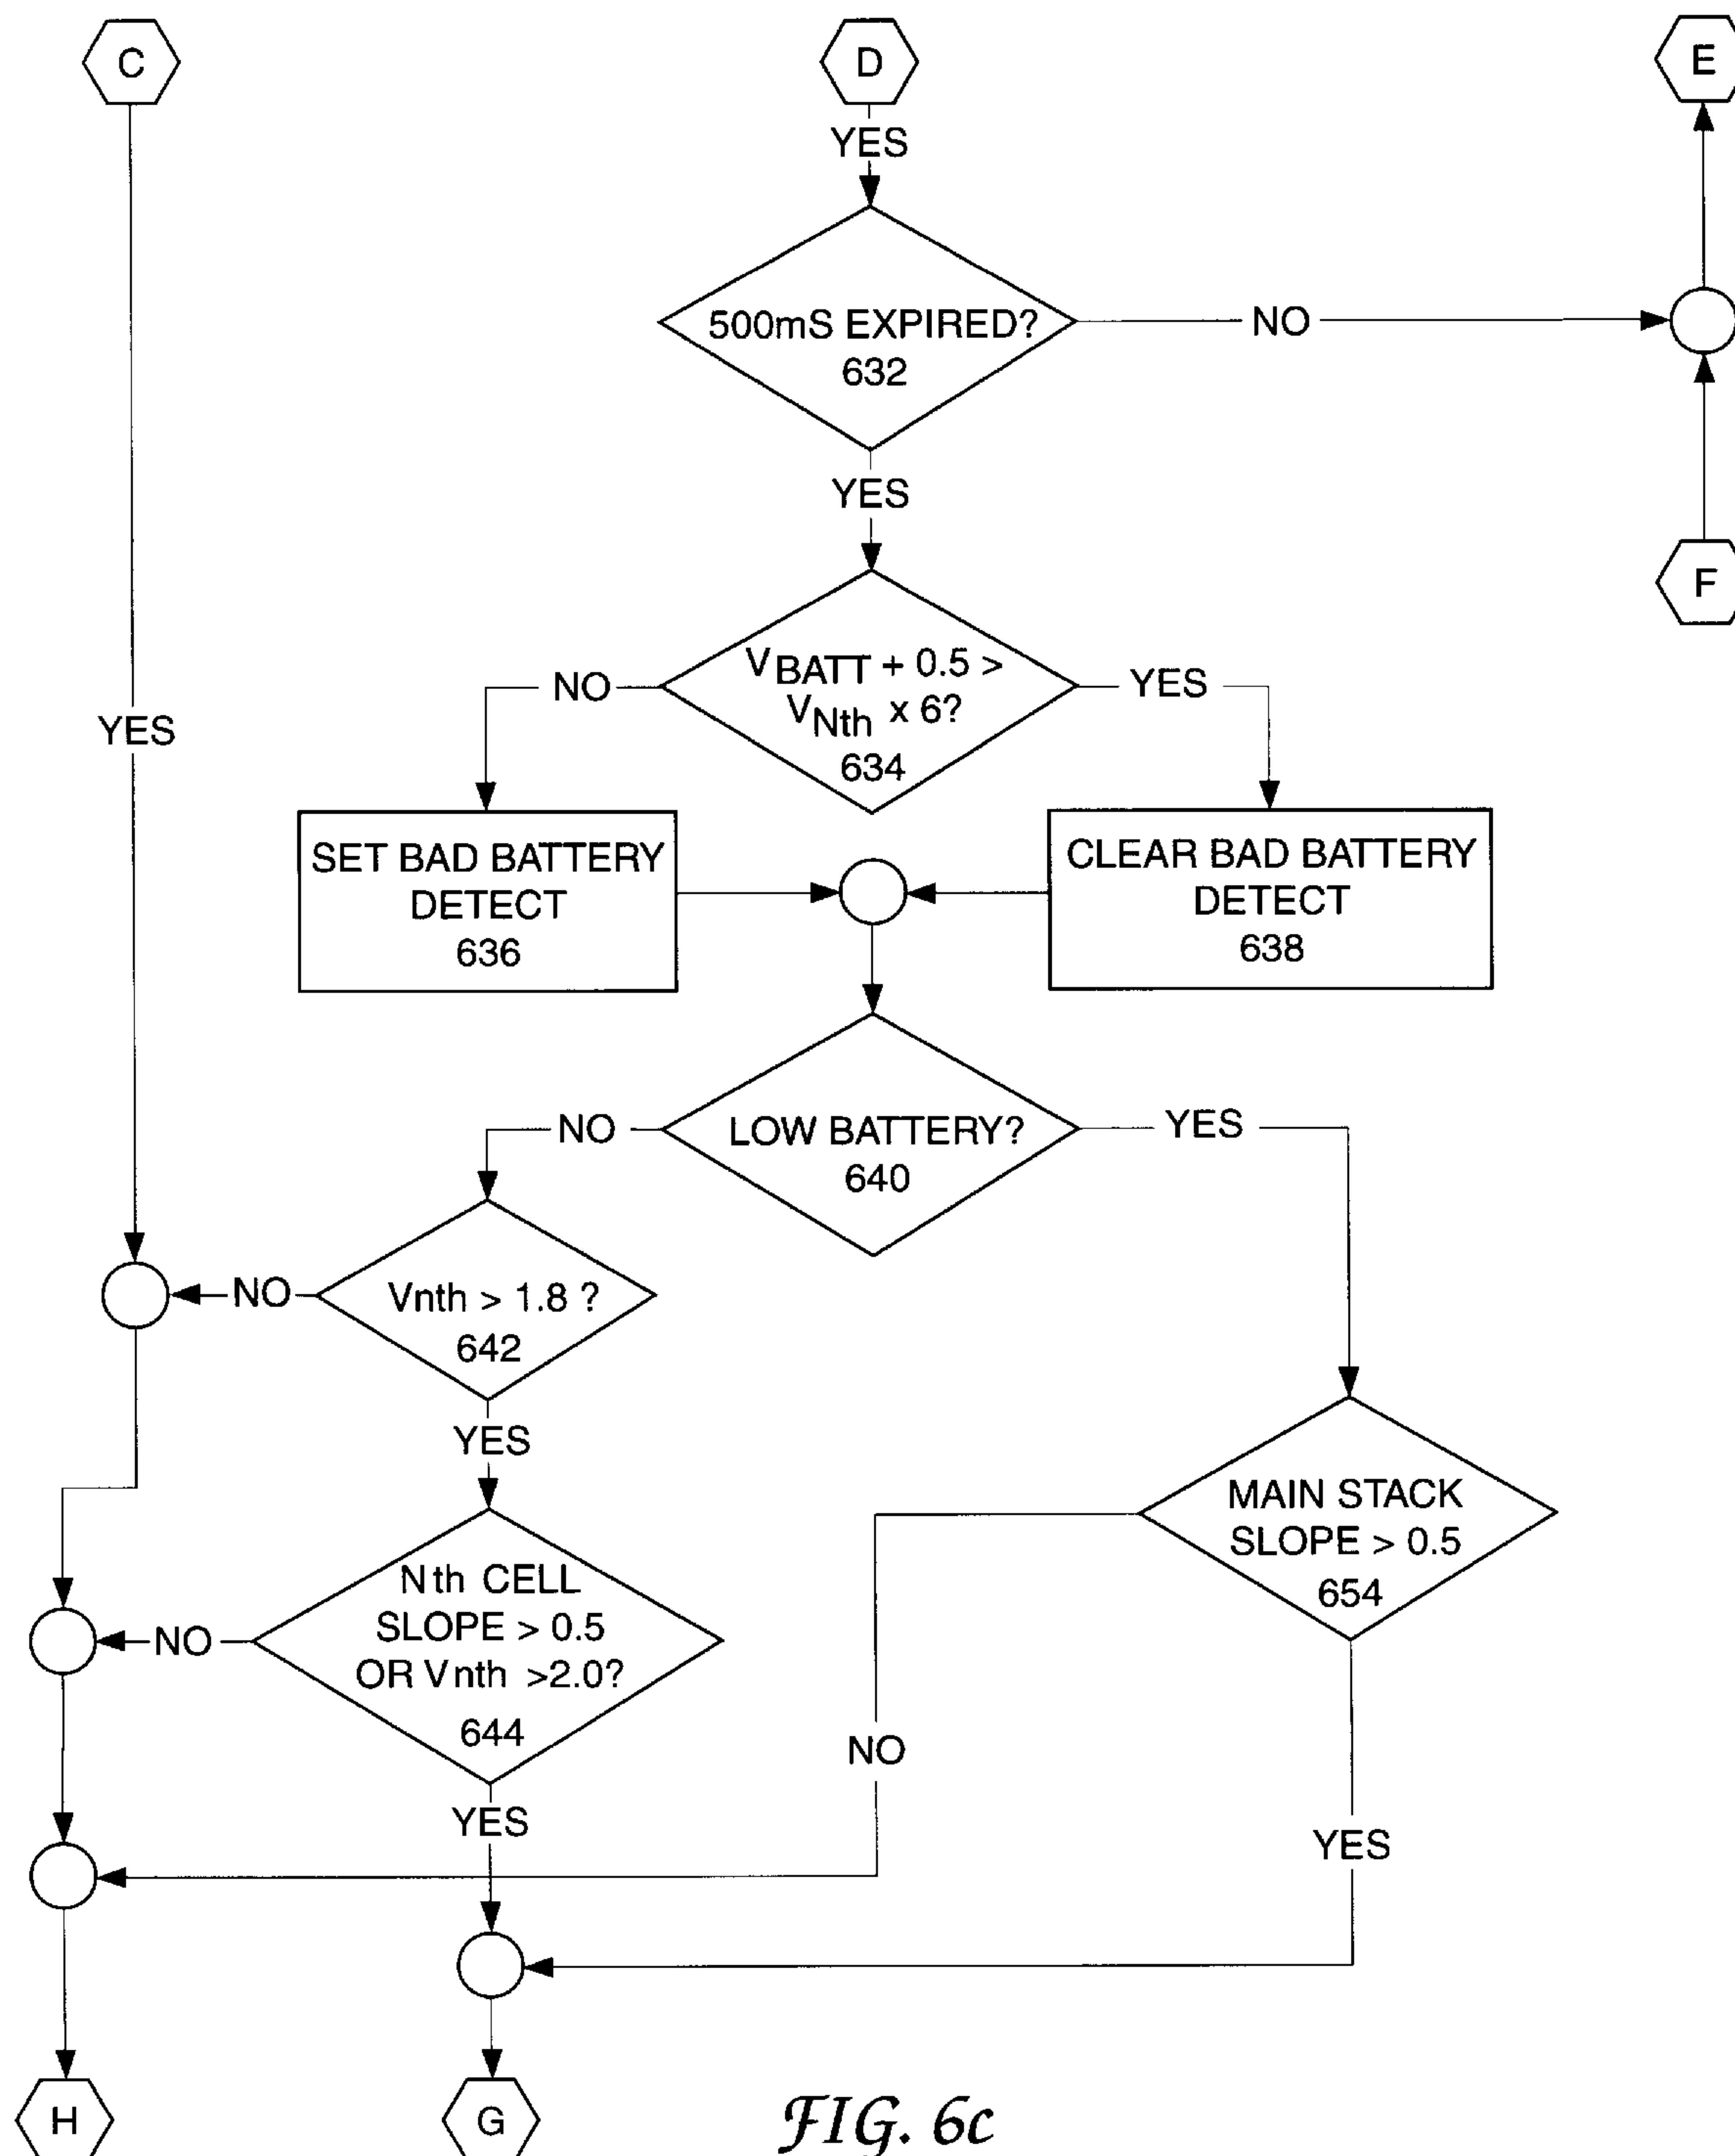 C
D
E
YES
500mS EXPIRED?
632
NO
YES
F
VBATT + 0.5 >
VNth x 6?
634
NO
YES
YES
SET BAD BATTERY
DETECT
636
CLEAR BAD BATTERY
DETECT
638
LOW BATTERY?
640
NO
YES
Vnth > 1.8 ?
642
NO
YES
MAIN STACK
SLOPE > 0.5
654
Nth CELL
SLOPE > 0.5
OR Vnth >2.0?
644
NO
NO
YES
YES
H
G
FIG. 6c